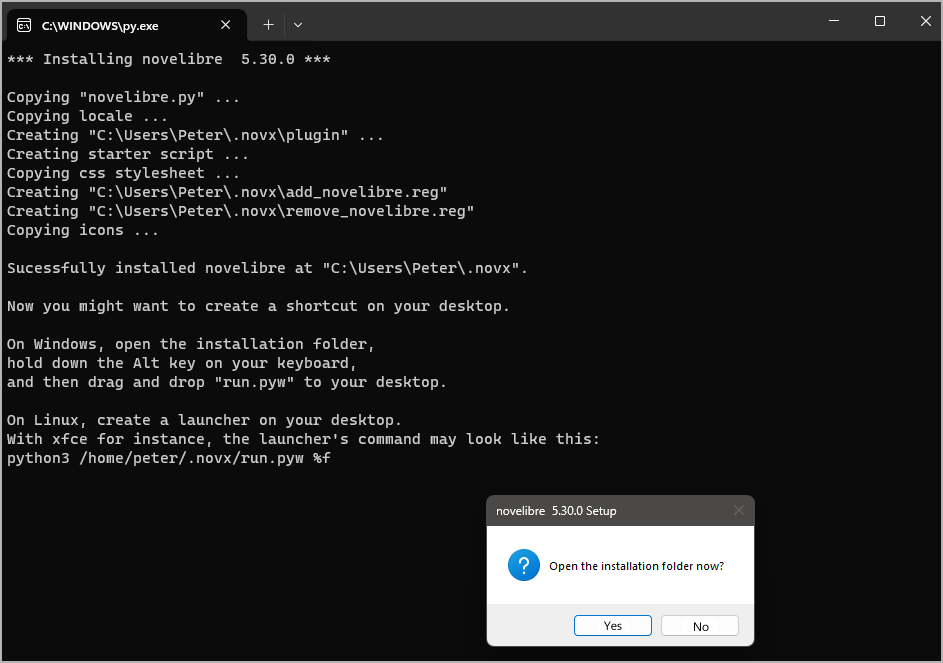 C:\WINDOWS\py.exe
*** Installing novelibre  5.30.0 ***
Copying "novelibre.py" ...
Copying locale ...
Creating "C:\Users\Peter\.novx\plugin" ...
Creating starter script ...
Copying css stylesheet ...
Creating "C:\Users\Peter\.novx\add_novelibre.reg"
Creating "C:\Users\Peter\.novx\remove_novelibre.reg"
Copying icons ...
Sucessfully installed novelibre at "C:\Users\Peter\.novx".
Now you might want to create a shortcut on your desktop.
On Windows, open the installation folder,
hold down the Alt key on your keyboard,
and then drag and drop "run.pyw" to your desktop.
On Linux, create a launcher on your desktop.
With xfce for instance, the launcher's command may look like this:
python3 /home/peter/.novx/run.pyw %f
novelibre  5.30.0 Setup
Open the installation folder now?
Yes No